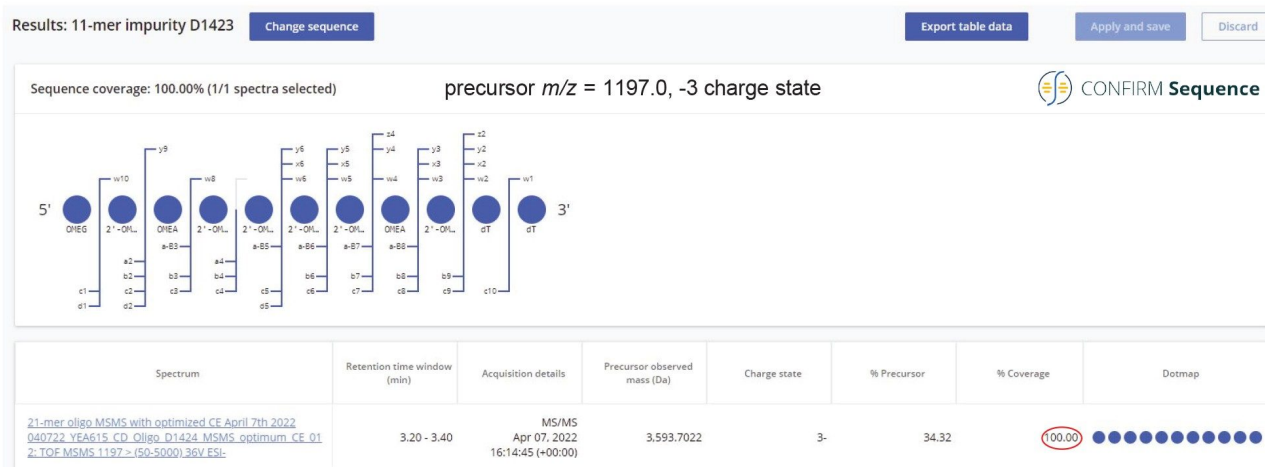 Results: 11-mer impurity D1423 Change sequence Export table data Apply and save Discard
Sequence coverage: 100.00% (1/1 spectra selected) precursor m/z = 1197.0, -3 charge state CONFIRM Sequence
z4 z2
y9 y6 y5 y4 y3 y2
x6 x5 x3 x2
w10 w8 w6 w5 w4 w3 w2 w1
5' 3'
OMEG 2'-OM... OMEA 2'-OM... 2'-OM... 2'-OM... 2'-OM... OMEA 2'-OM... dT dT
a-B3 a-B5 a-B6 a-B7 a-B8
a2 a4
b2 b3 b4 b6 b7 b8 b9
c1 c2 c3 c4 c5 c6 c7 c8 c9 c10
d1 d2 d5
Spectrum Retention time window (min) Acquisition details Precursor observed mass (Da) Charge state % Precursor % Coverage Dotmap
21-mer oligo MSMS with optimized CE April 7th 2022
040722_YEA615_CD_Oligo_D1424_MSMS_optimum_CE_01
2: TOF MSMS 1197 > (50-5000) 36V ESI-
3.20 - 3.40
MS/MS
Apr 07, 2022
16:14:45 (+00:00)
3,593.7022 3- 34.32 100.00